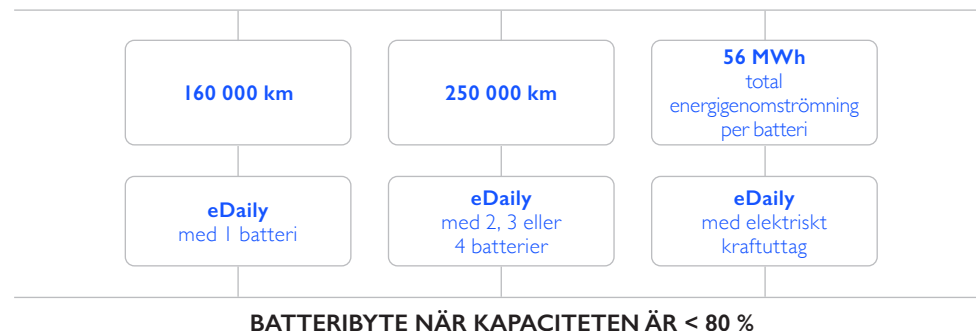 160 000 km
250 000 km
56 MWh
total
energigenomströmning
per batteri
eDaily
med 1 batteri
eDaily
med 2, 3 eller
4 batterier
eDaily
med elektriskt
kraftuttag
BATTERIBYTE NÄR KAPACITETEN ÄR < 80 %